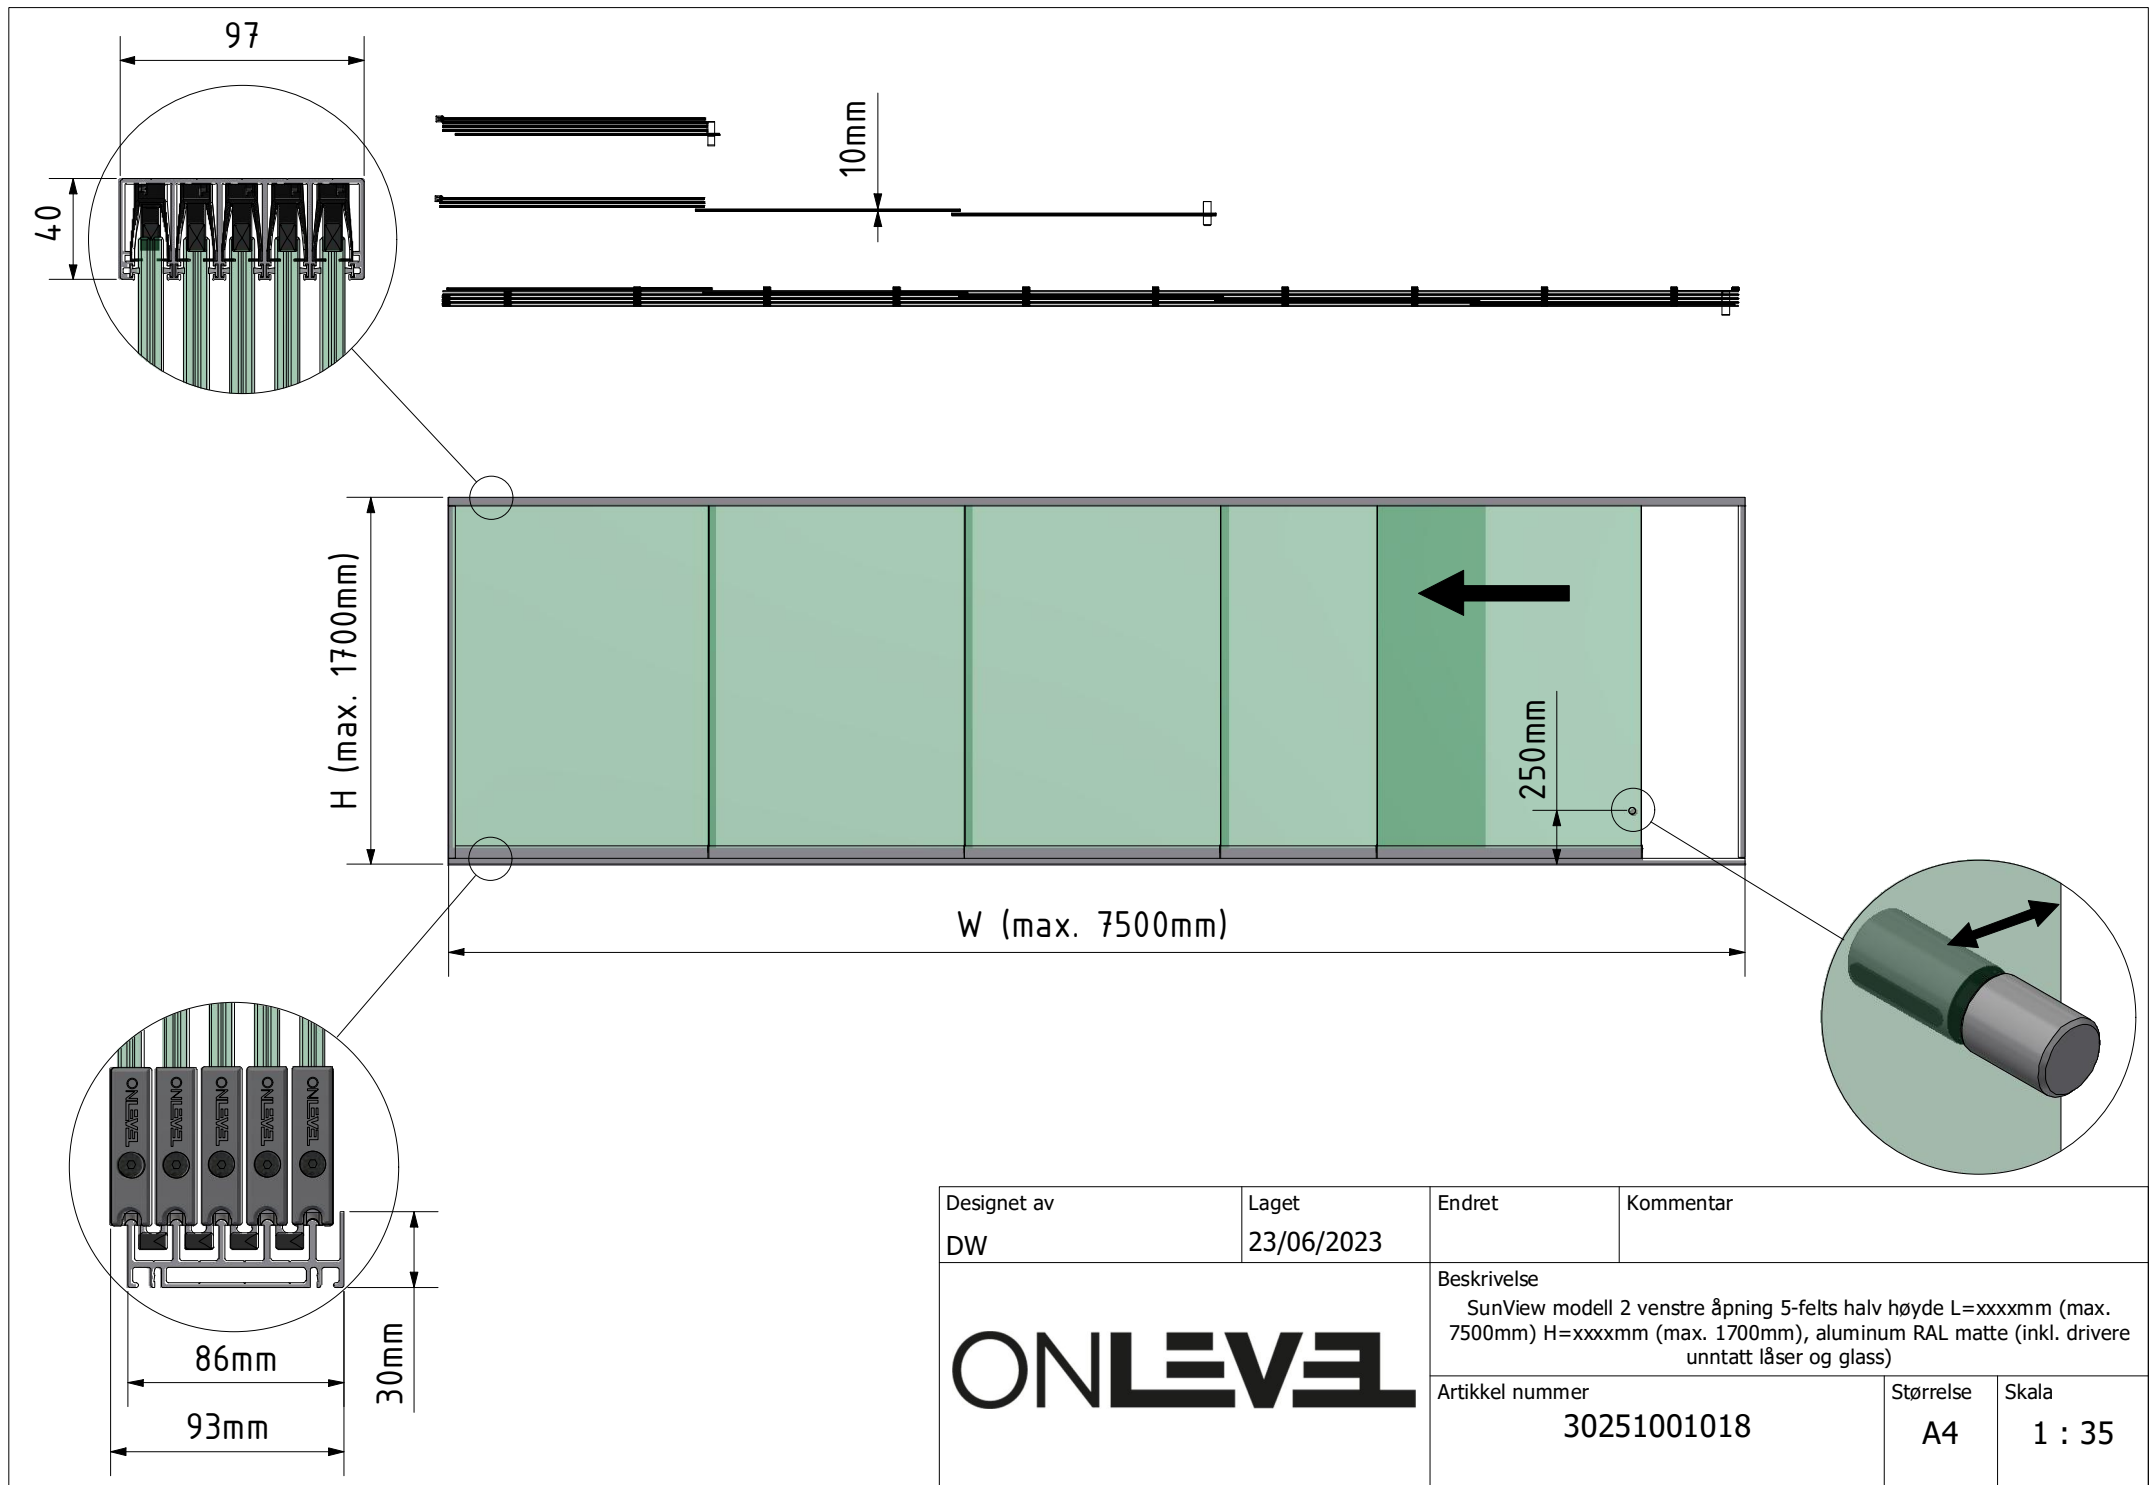 97
40
10mm
H (max. 1700mm)
250mm
W (max. 7500mm)
ONLEVEL
ONLEVEL
ONLEVEL
ONLEVEL
ONLEVEL
86mm
93mm
30mm
Designet av
DW
Laget
23/06/2023
Endret
Kommentar
ONLEVEL
Beskrivelse
SunView modell 2 venstre åpning 5-felts halv høyde L=xxxxmm (max.
7500mm) H=xxxxmm (max. 1700mm), aluminum RAL matte (inkl. drivere
unntatt låser og glass)
Artikkel nummer
30251001018
Størrelse
A4
Skala
1 : 35